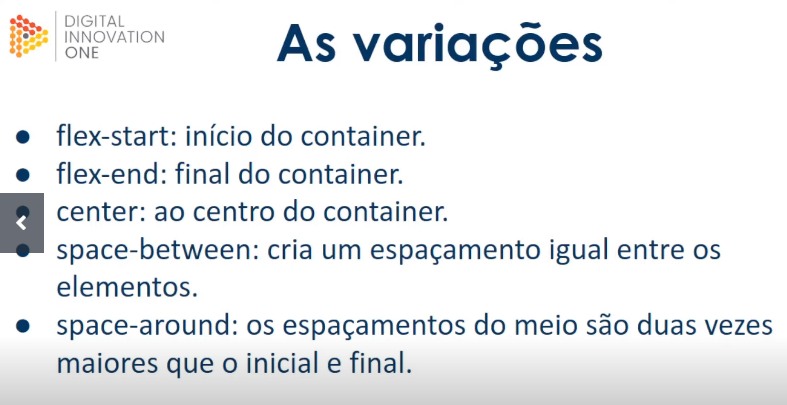 DIGITAL
INNOVATION
ONE
As variações
● flex-start: início do container.
● flex-end: final do container.
● center: ao centro do container.
● space-between: cria um espaçamento igual entre os
elementos.
● space-around: os espaçamentos do meio são duas vezes
maiores que o inicial e final.